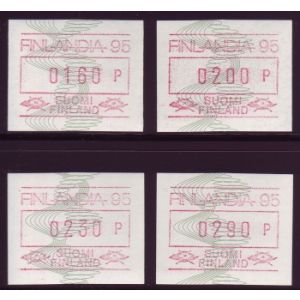 FINLANDIA 95
0160 P
SUOMI
FINLAND
FINLANDIA 95
0200 P
SUOMI
FINLAND
FINLANDIA 95
0230 P
SUOMI
FINLAND
FINLANDIA 95
0290 P
SUOMI
FINLAND